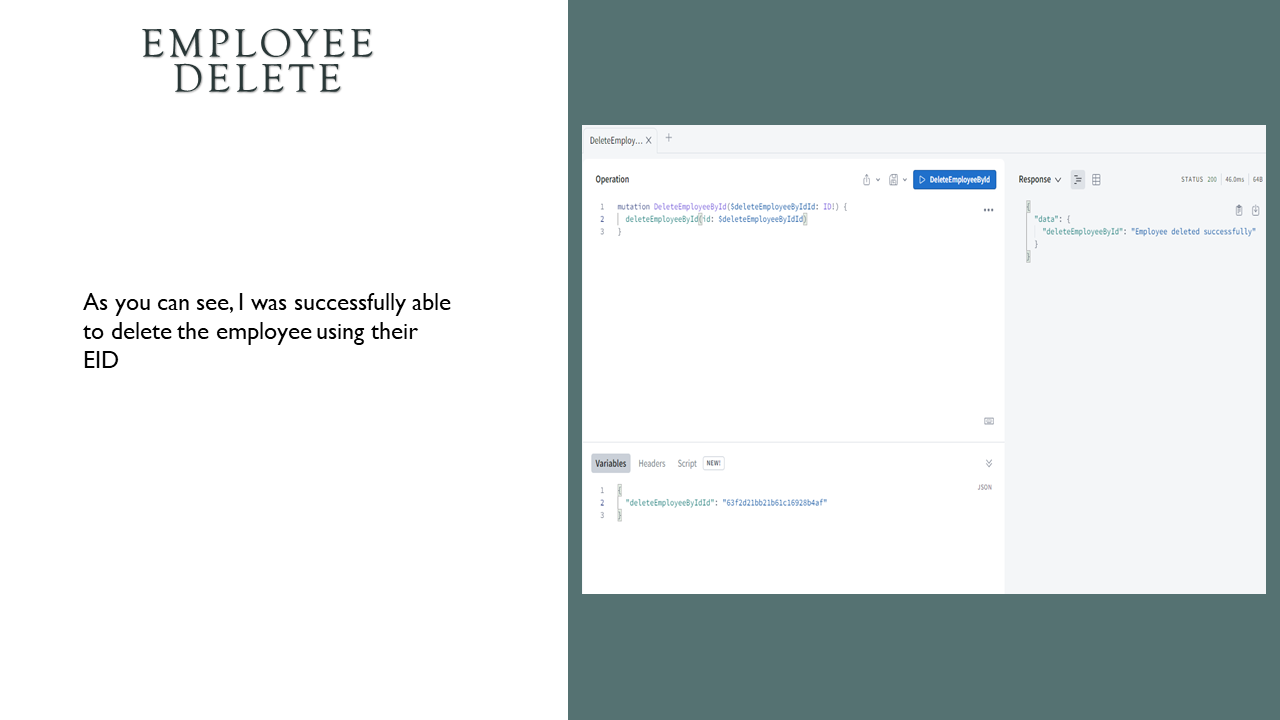 EMPLOYEE
DELETE
As you can see, I was successfully able
to delete the employee using their
EID
DeleteEmploy... X +
Operation
DeleteEmployeeById
1 mutation DeleteEmployeeById($deleteEmployeeByIdId: ID!) {
2 deleteEmployeeById(id: $deleteEmployeeByIdId)
3 }
Variables Headers Script NEW!
JSON
1 {
2 "deleteEmployeeByIdId": "63f2d21bb21b61c16928b4af"
3 }
Response STATUS 200 46.0ms 64B
{
"data": {
"deleteEmployeeById": "Employee deleted successfully"
}
}